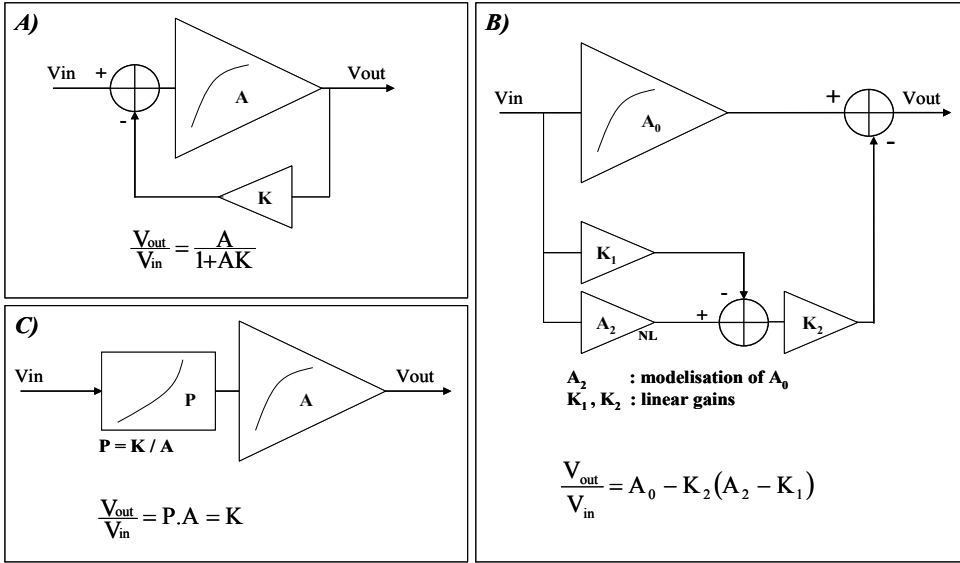 A)
Vin
+
-
A
Vout
K
Vout/Vin = A/(1+AK)
B)
Vin
A0
+
-
Vout
K1
-
A2
NL
+
K2
A2 : modelisation of A0
K1 , K2 : linear gains
Vout/Vin = A0 − K2(A2 − K1)
C)
Vin
P
A
Vout
P = K / A
Vout/Vin = P.A = K